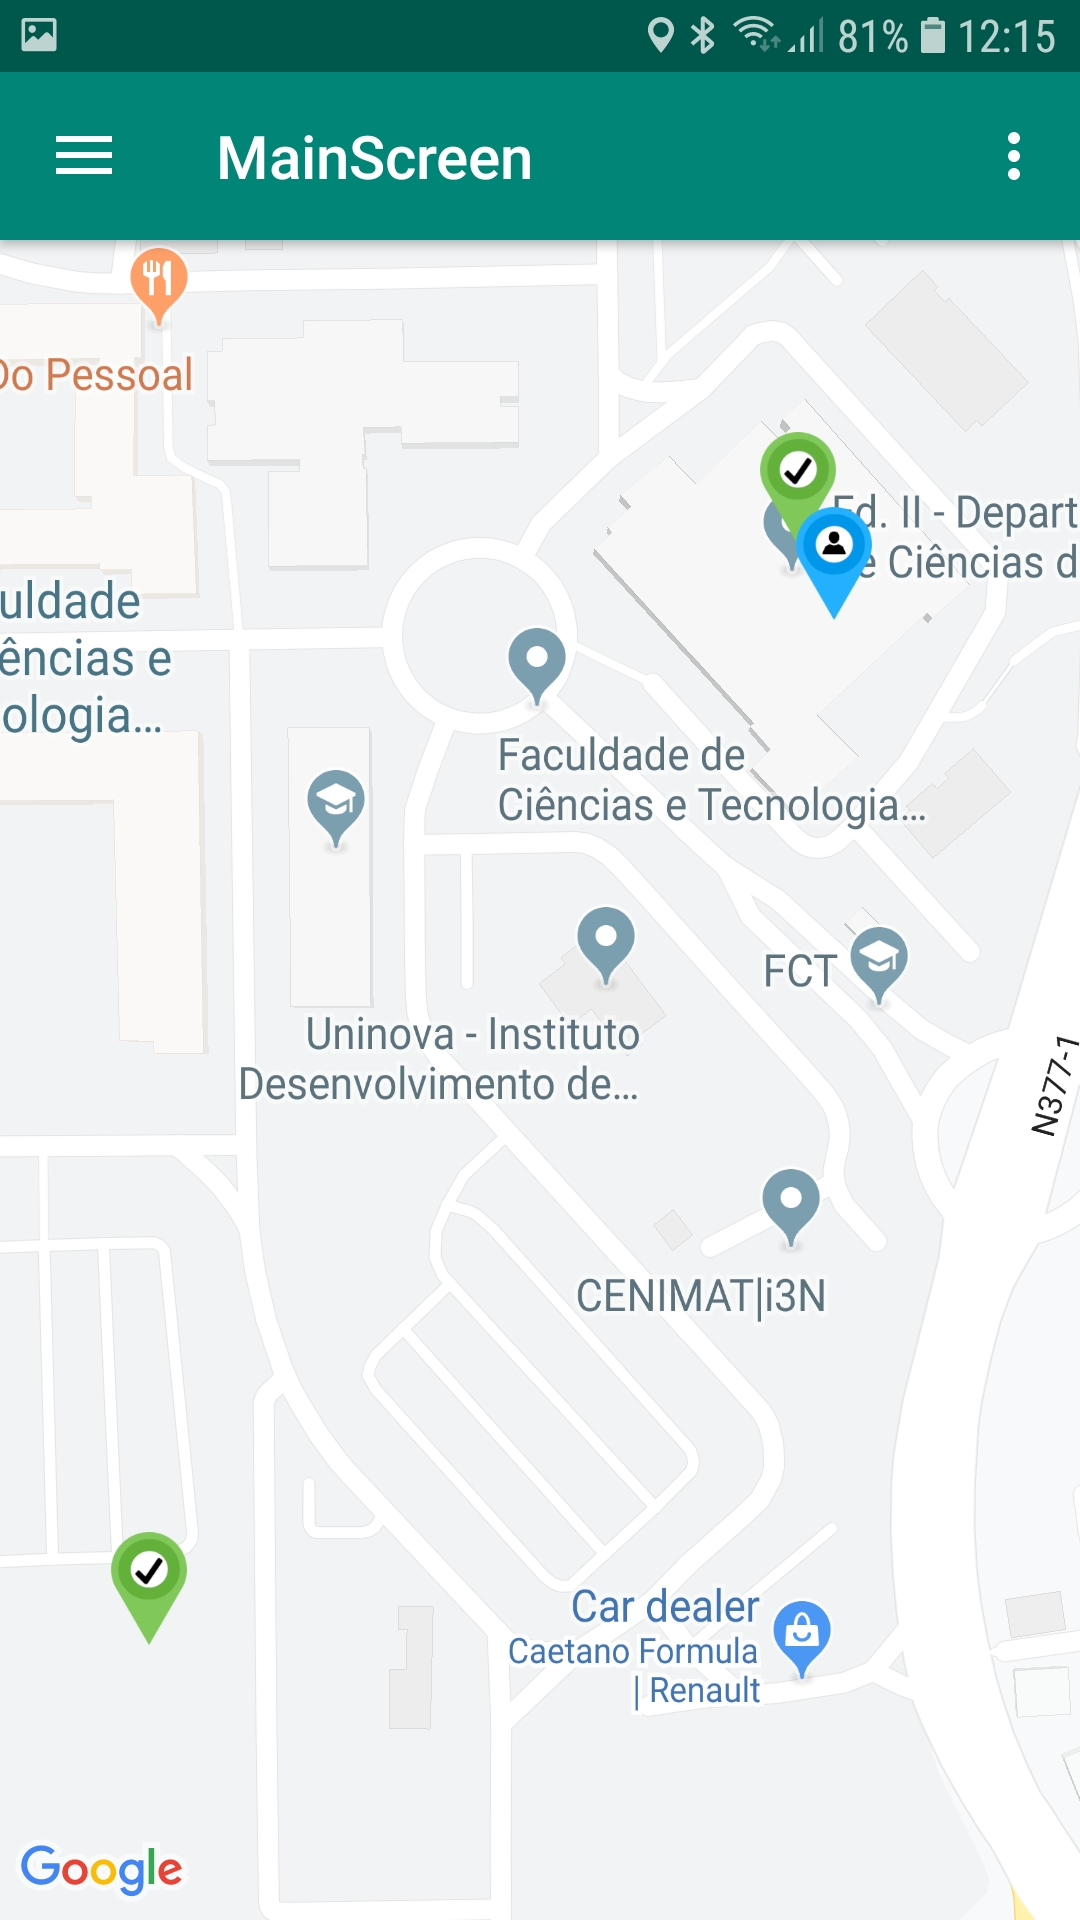 81% 12:15
MainScreen
Do Pessoal
Ed. II - Depart
e Ciências d
uldade
ências e
ologia...
Faculdade de
Ciências e Tecnologia...
FCT
Uninova - Instituto
Desenvolvimento de...
N377-1
CENIMAT|i3N
Car dealer
Caetano Formula
| Renault
Google